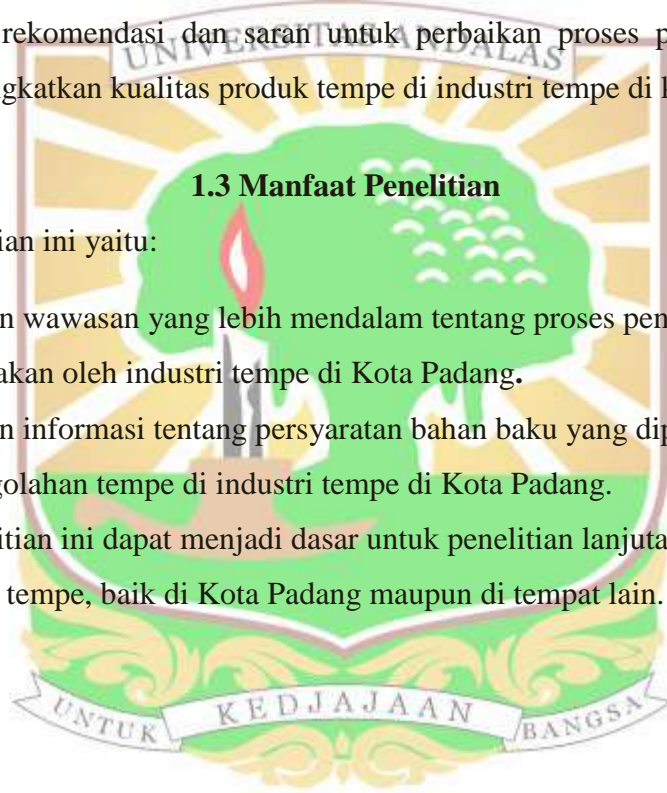 rekomendasi dan saran untuk perbaikan proses p
UNIVERSITAS ANDALAS
gkatkan kualitas produk tempe di industri tempe di k
1.3 Manfaat Penelitian
ian ini yaitu:
n wawasan yang lebih mendalam tentang proses pen
akan oleh industri tempe di Kota Padang.
n informasi tentang persyaratan bahan baku yang dip
golahan tempe di industri tempe di Kota Padang.
itian ini dapat menjadi dasar untuk penelitian lanjuta
tempe, baik di Kota Padang maupun di tempat lain.
UNTUK KEDJAJAAN BANGSA